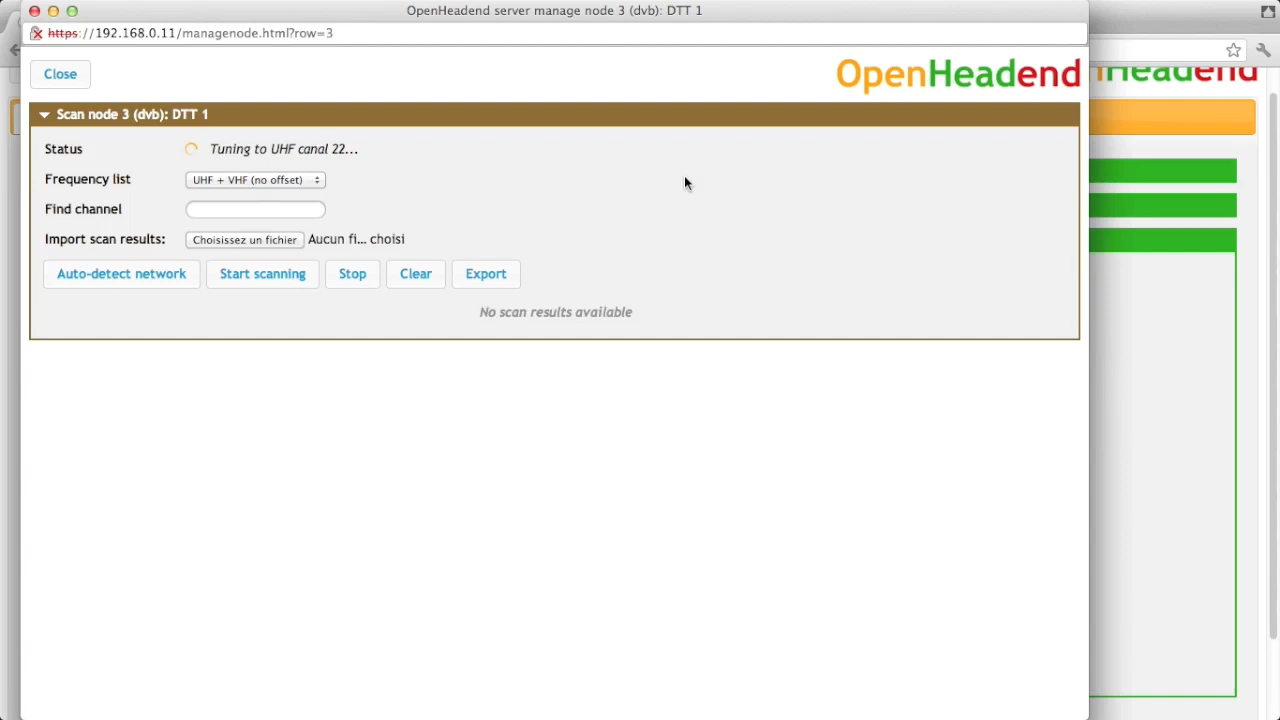 OpenHeadend server manage node 3 (dvb): DTT 1
https://192.168.0.11/managenode.html?row=3
Close
OpenHeadend
Scan node 3 (dvb): DTT 1
Status Tuning to UHF canal 22...
Frequency list UHF + VHF (no offset)
Find channel
Import scan results: Choisissez un fichier Aucun fi... choisi
Auto-detect network Start scanning Stop Clear Export
No scan results available